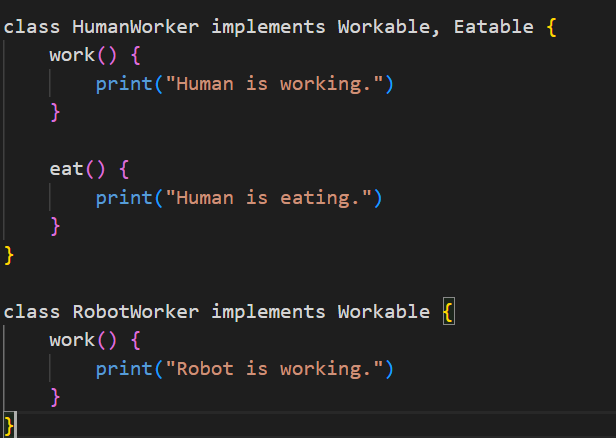 class HumanWorker implements Workable, Eatable {
    work() {
        print("Human is working.")
    }

    eat() {
        print("Human is eating.")
    }
}

class RobotWorker implements Workable {
    work() {
        print("Robot is working.")
    }
}